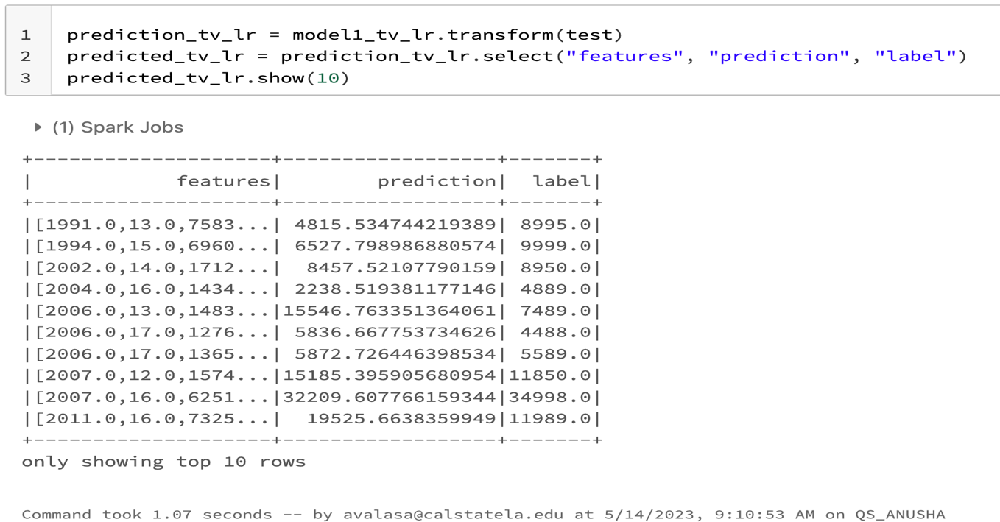 1 prediction_tv_lr = model1_tv_lr.transform(test)
2 predicted_tv_lr = prediction_tv_lr.select("features", "prediction", "label")
3 predicted_tv_lr.show(10)
(1) Spark Jobs
+--------------------+------------------+-------+
|            features|        prediction|  label|
+--------------------+------------------+-------+
|[1991.0,13.0,7583...| 4815.534744219389| 8995.0|
|[1994.0,15.0,6960...| 6527.798986880574| 9999.0|
|[2002.0,14.0,1712...|  8457.52107790159| 8950.0|
|[2004.0,16.0,1434...| 2238.519381177146| 4889.0|
|[2006.0,13.0,1483...|15546.763351364061| 7489.0|
|[2006.0,17.0,1276...| 5836.667753734626| 4488.0|
|[2006.0,17.0,1365...| 5872.726446398534| 5589.0|
|[2007.0,12.0,1574...|15185.395905680954|11850.0|
|[2007.0,16.0,6251...|32209.607766159344|34998.0|
|[2011.0,16.0,7325...|  19525.6638359949|11989.0|
+--------------------+------------------+-------+
only showing top 10 rows
Command took 1.07 seconds -- by avalasa@calstatela.edu at 5/14/2023, 9:10:53 AM on QS_ANUSHA